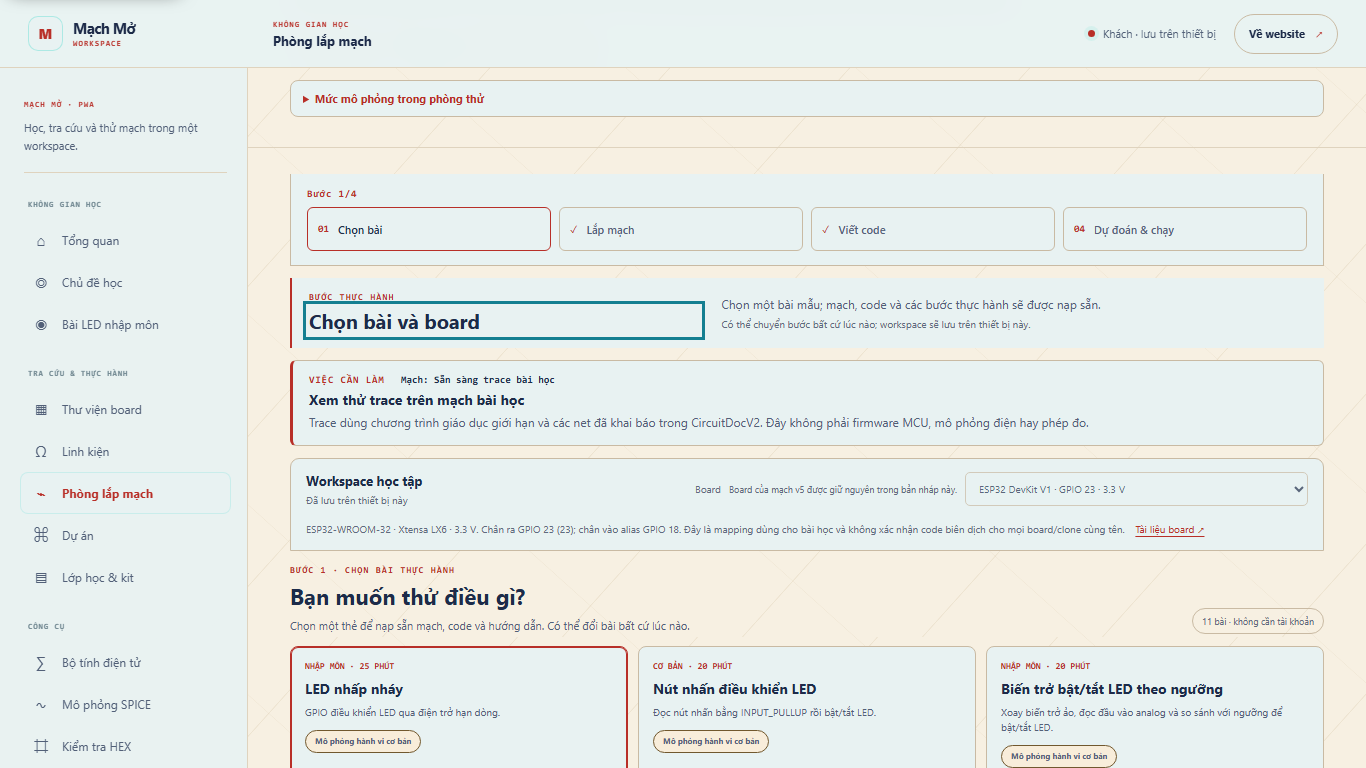 M
Mạch Mở
WORKSPACE
KHÔNG GIAN HỌC
Phòng lắp mạch
Khách · lưu trên thiết bị
Về website ↗
MẠCH MỞ · PWA
Học, tra cứu và thử mạch trong một
workspace.
KHÔNG GIAN HỌC
Tổng quan
Chủ đề học
Bài LED nhập môn
TRA CỨU & THỰC HÀNH
Thư viện board
Linh kiện
Phòng lắp mạch
Dự án
Lớp học & kit
CÔNG CỤ
Bộ tính điện tử
Mô phỏng SPICE
Kiểm tra HEX
Mức mô phỏng trong phòng thử
Bước 1/4
01 Chọn bài
✓ Lắp mạch
✓ Viết code
04 Dự đoán & chạy
BƯỚC THỰC HÀNH
Chọn bài và board
Chọn một bài mẫu; mạch, code và các bước thực hành sẽ được nạp sẵn.
Có thể chuyển bước bất cứ lúc nào; workspace sẽ lưu trên thiết bị này.
VIỆC CẦN LÀM Mạch: Sẵn sàng trace bài học
Xem thử trace trên mạch bài học
Trace dùng chương trình giáo dục giới hạn và các net đã khai báo trong CircuitDocV2. Đây không phải firmware MCU, mô phỏng điện hay phép đo.
Workspace học tập
Đã lưu trên thiết bị này
Board Board của mạch v5 được giữ nguyên trong bản nháp này.
ESP32 DevKit V1 · GPIO 23 · 3.3 V
ESP32-WROOM-32 · Xtensa LX6 · 3.3 V. Chân ra GPIO 23 (23); chân vào alias GPIO 18. Đây là mapping dùng cho bài học và không xác nhận code biên dịch cho mọi board/clone cùng tên. Tài liệu board ↗
BƯỚC 1 · CHỌN BÀI THỰC HÀNH
Bạn muốn thử điều gì?
Chọn một thẻ để nạp sẵn mạch, code và hướng dẫn. Có thể đổi bài bất cứ lúc nào.
11 bài · không cần tài khoản
NHẬP MÔN · 25 PHÚT
LED nhấp nháy
GPIO điều khiển LED qua điện trở hạn dòng.
Mô phỏng hành vi cơ bản
CƠ BẢN · 20 PHÚT
Nút nhấn điều khiển LED
Đọc nút nhấn bằng INPUT_PULLUP rồi bật/tắt LED.
Mô phỏng hành vi cơ bản
NHẬP MÔN · 20 PHÚT
Biến trở bật/tắt LED theo ngưỡng
Xoay biến trở ảo, đọc đầu vào analog và so sánh với ngưỡng để
bật/tắt LED.
Mô phỏng hành vi cơ bản